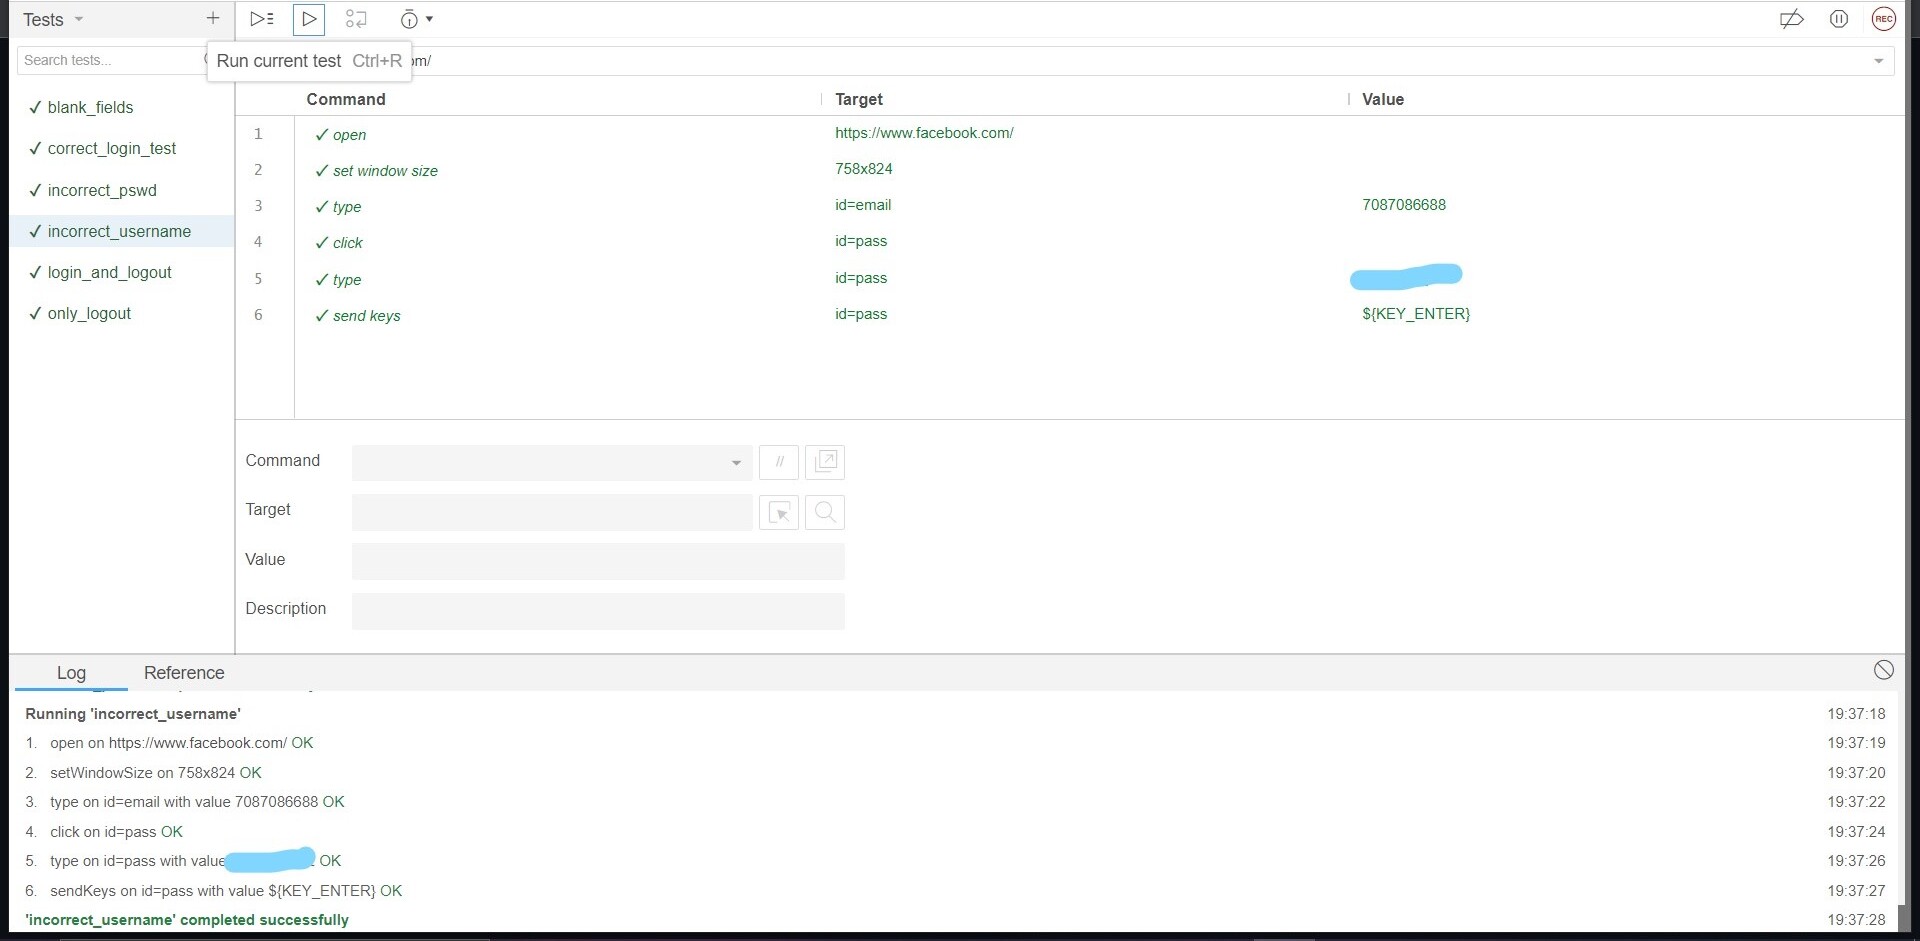 Tests
REC
Search tests...
Run current test Ctrl+R
om/
Command Target Value
✓ blank_fields
✓ correct_login_test
✓ incorrect_pswd
✓ incorrect_username
✓ login_and_logout
✓ only_logout
1 ✓ open https://www.facebook.com/
2 ✓ set window size 758x824
3 ✓ type id=email 7087086688
4 ✓ click id=pass
5 ✓ type id=pass
6 ✓ send keys id=pass ${KEY_ENTER}
Command //
Target
Value
Description
Log Reference
Running 'incorrect_username' 19:37:18
1. open on https://www.facebook.com/ OK 19:37:19
2. setWindowSize on 758x824 OK 19:37:20
3. type on id=email with value 7087086688 OK 19:37:22
4. click on id=pass OK 19:37:24
5. type on id=pass with value OK 19:37:26
6. sendKeys on id=pass with value ${KEY_ENTER} OK 19:37:27
'incorrect_username' completed successfully 19:37:28